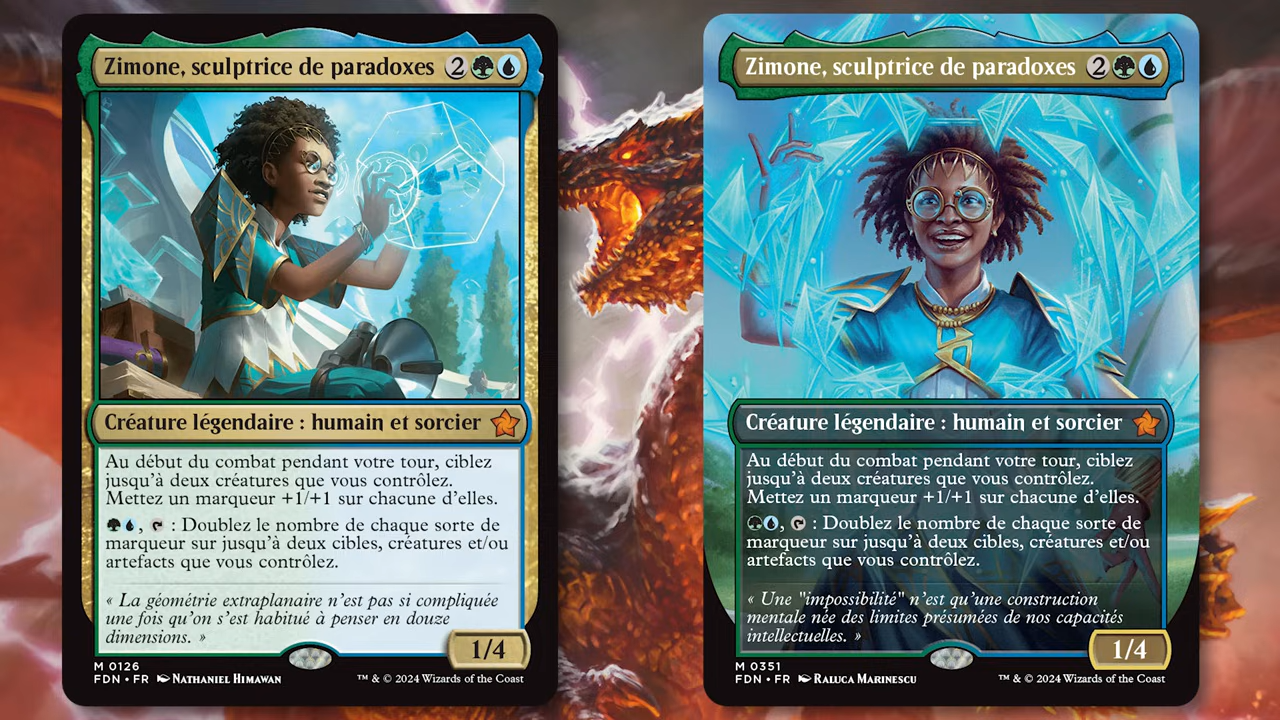 Zimone, sculptrice de paradoxes 2
Créature légendaire : humain et sorcier
Au début du combat pendant votre tour, ciblez
jusqu'à deux créatures que vous contrôlez.
Mettez un marqueur +1/+1 sur chacune d'elles.
, : Doublez le nombre de chaque sorte de
marqueur sur jusqu'à deux cibles, créatures et/ou
artefacts que vous contrôlez.
« La géométrie extraplanaire n'est pas si compliquée
une fois qu'on s'est habitué à penser en douze
dimensions. »
1/4
M 0126
FDN • FR Nathaniel Himawan
™ & © 2024 Wizards of the Coast
Zimone, sculptrice de paradoxes 2
Créature légendaire : humain et sorcier
Au début du combat pendant votre tour, ciblez
jusqu'à deux créatures que vous contrôlez.
Mettez un marqueur +1/+1 sur chacune d'elles.
, : Doublez le nombre de chaque sorte de
marqueur sur jusqu'à deux cibles, créatures et/ou
artefacts que vous contrôlez.
« Une "impossibilité" n'est qu'une construction
mentale née des limites présumées de nos capacités
intellectuelles. »
1/4
M 0351
FDN • FR Raluca Marinescu
™ & © 2024 Wizards of the Coast